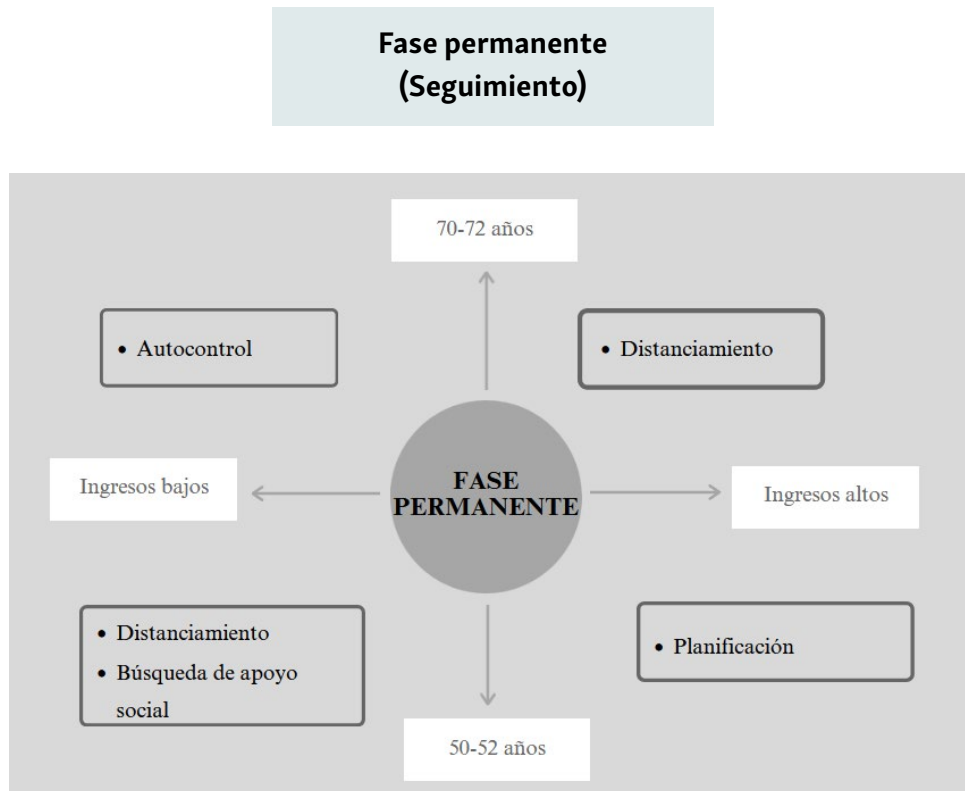 Fase permanente
(Seguimiento)
70-72 años
• Autocontrol
• Distanciamiento
Ingresos bajos
FASE
PERMANENTE
Ingresos altos
• Distanciamiento
• Búsqueda de apoyo
social
• Planificación
50-52 años